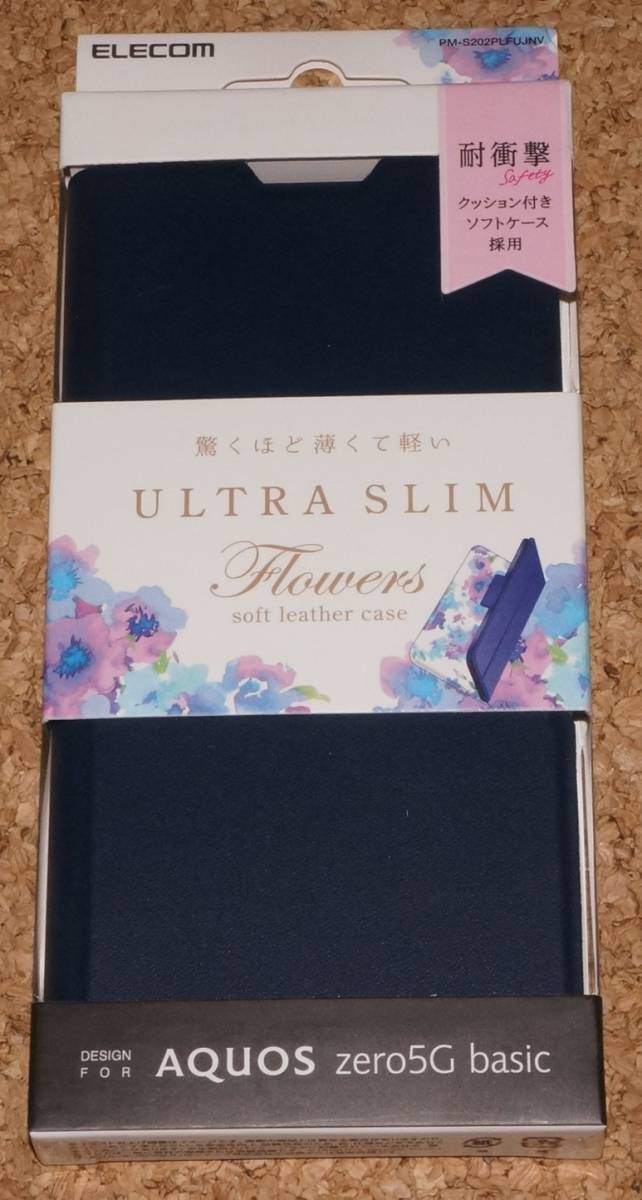 ELECOM
PM-S202PLFUJNV
耐衝撃
Safety
クッション付き
ソフトケース
採用
驚くほど薄くて軽い
ULTRA SLIM
Flowers
soft leather case
DESIGN
FOR
AQUOS zero5G basic